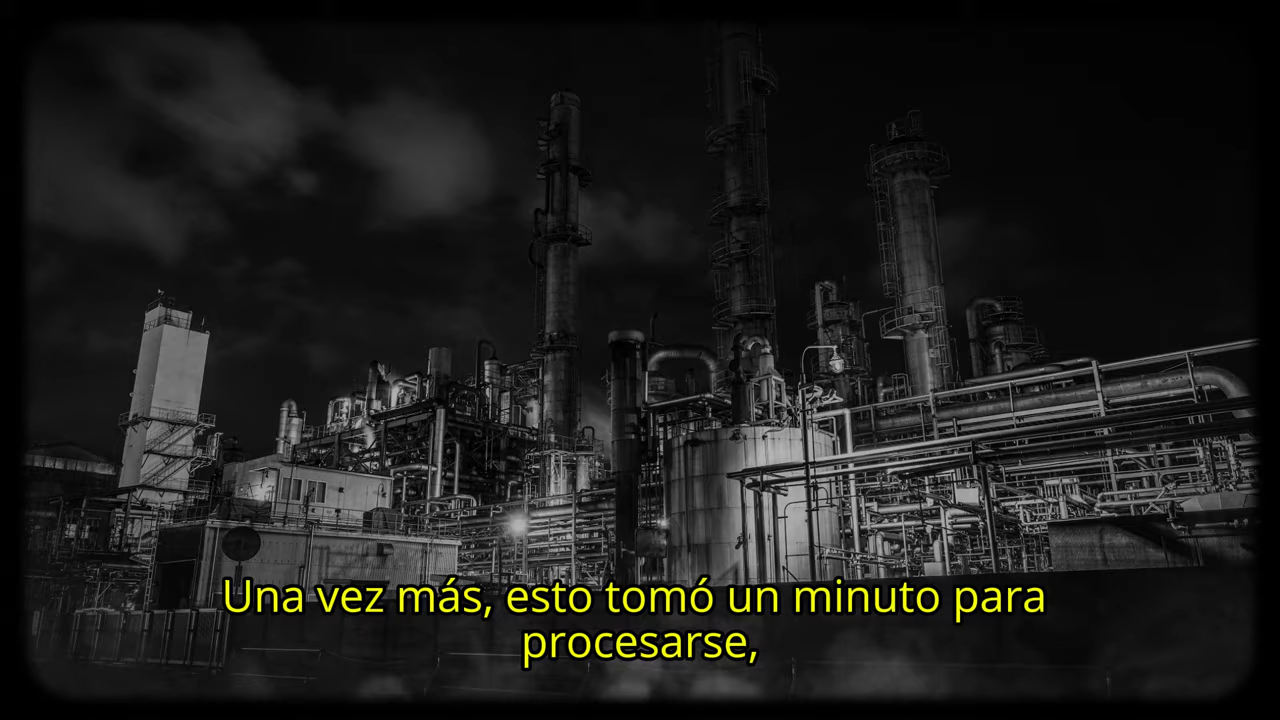 Una vez más, esto tomó un minuto para
procesarse,